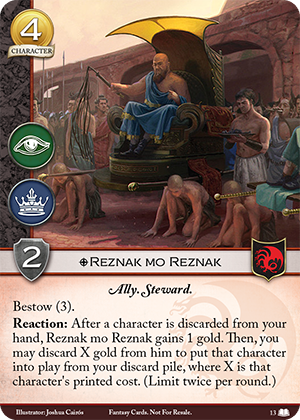 4
CHARACTER
2
Reznak mo Reznak
Ally. Steward.
Bestow (3).
Reaction: After a character is discarded from your
hand, Reznak mo Reznak gains 1 gold. Then, you
may discard X gold from him to put that character
into play from your discard pile, where X is that
character's printed cost. (Limit twice per round.)
Illustrator: Joshua Cairós Fantasy Cards. Not For Resale. 13